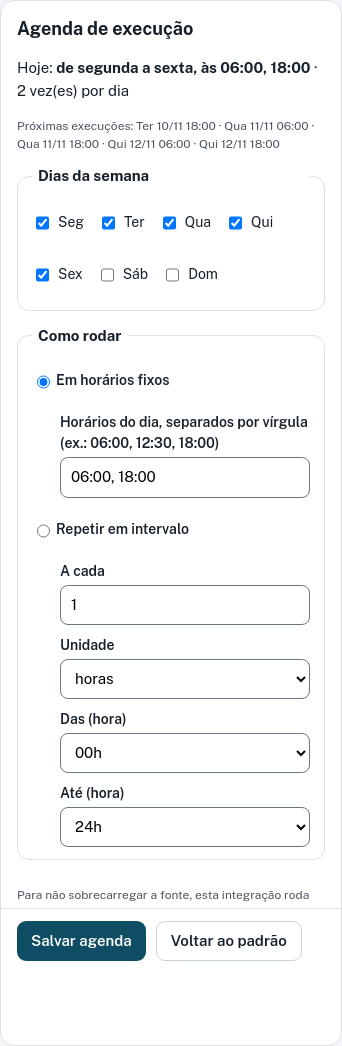 Agenda de execução
Hoje: de segunda a sexta, às 06:00, 18:00 ·
2 vez(es) por dia
Próximas execuções: Ter 10/11 18:00 · Qua 11/11 06:00 ·
Qua 11/11 18:00 · Qui 12/11 06:00 · Qui 12/11 18:00
Dias da semana
Seg Ter Qua Qui
Sex Sáb Dom
Como rodar
Em horários fixos
Horários do dia, separados por vírgula
(ex.: 06:00, 12:30, 18:00)
06:00, 18:00
Repetir em intervalo
A cada
1
Unidade
horas
Das (hora)
00h
Até (hora)
24h
Para não sobrecarregar a fonte, esta integração roda
Salvar agenda Voltar ao padrão